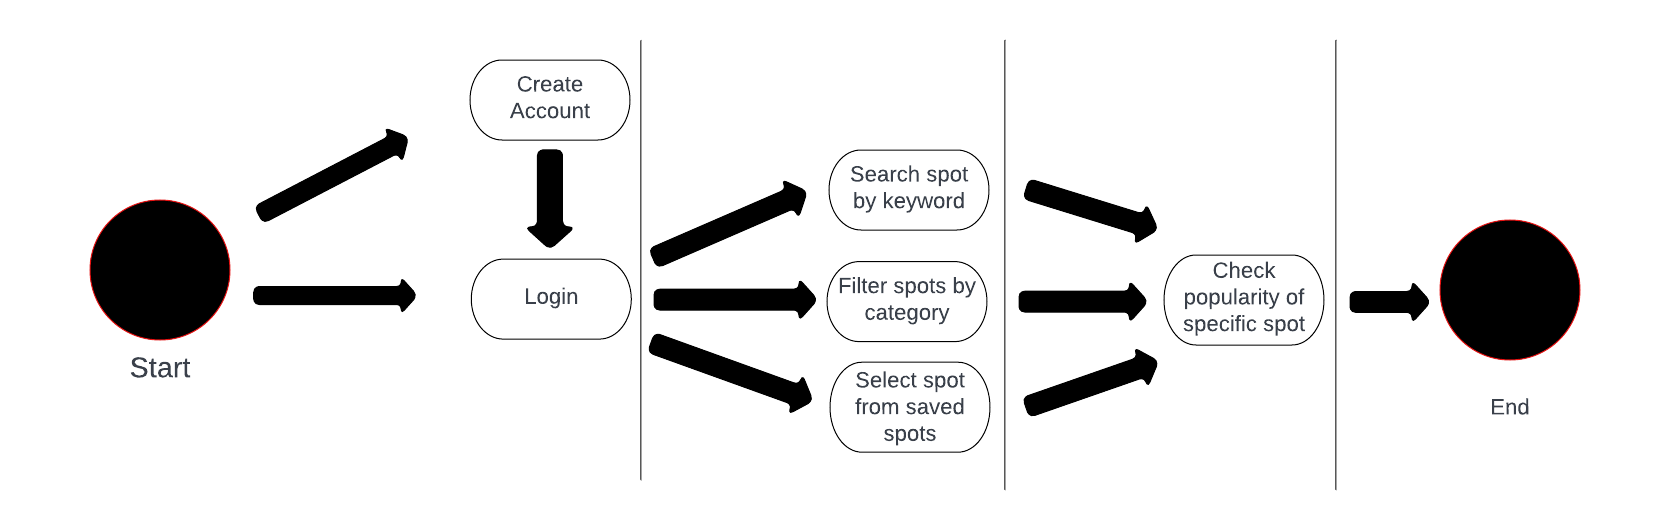 Start
Create
Account
Login
Search spot
by keyword
Filter spots by
category
Select spot
from saved
spots
Check
popularity of
specific spot
End